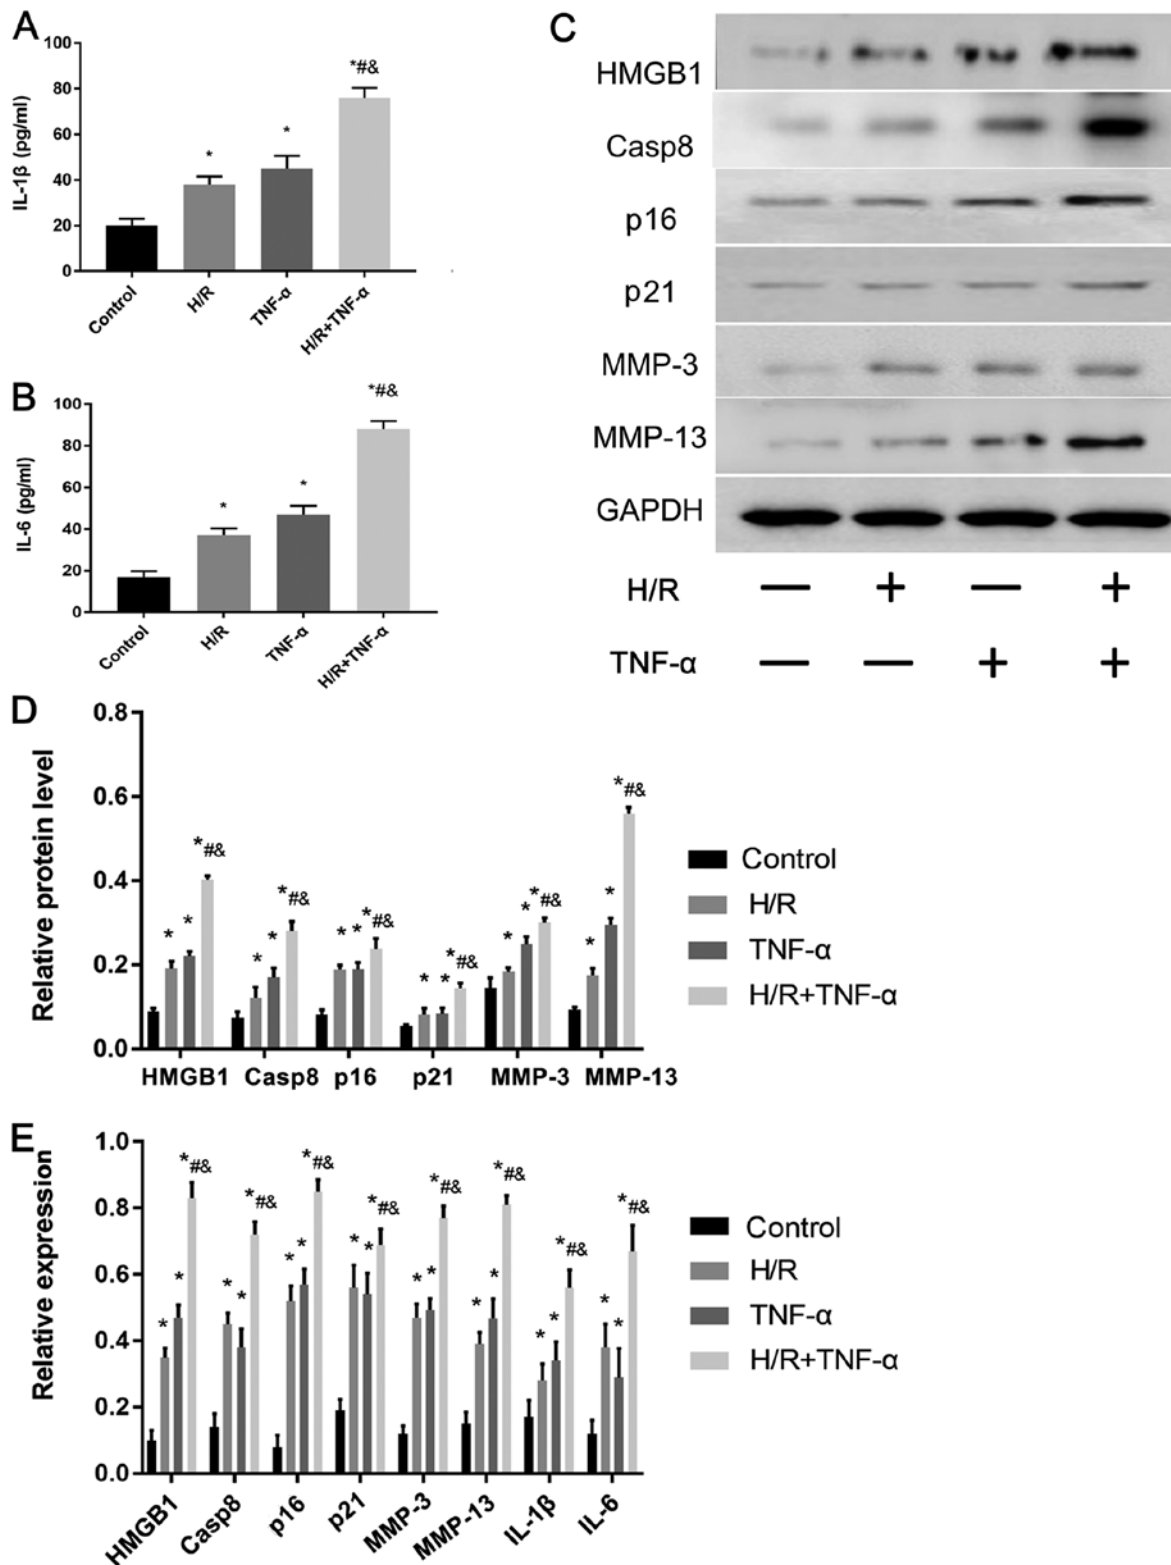 A
IL-1β (pg/ml)
100
80
60
40
20
0
*
*
*#&
Control
H/R
TNF-α
H/R+TNF-α
B
IL-6 (pg/ml)
100
80
60
40
20
0
*
*
*#&
Control
H/R
TNF-α
H/R+TNF-α
C
HMGB1
Casp8
p16
p21
MMP-3
MMP-13
GAPDH
H/R — + — +
TNF-α — — + +
D
Relative protein level
0.8
0.6
0.4
0.2
0.0
* * *#&
* * *#&
* * *#&
* * *#&
* * *#&
* * *#&
HMGB1 Casp8 p16 p21 MMP-3 MMP-13
Control
H/R
TNF-α
H/R+TNF-α
E
Relative expression
1.0
0.8
0.6
0.4
0.2
0.0
* * *#&
* * *#&
* * *#&
* * *#&
* * *#&
* * *#&
* * *#&
* * *#&
HMGB1
Casp8
p16
p21
MMP-3
MMP-13
IL-1β
IL-6
Control
H/R
TNF-α
H/R+TNF-α